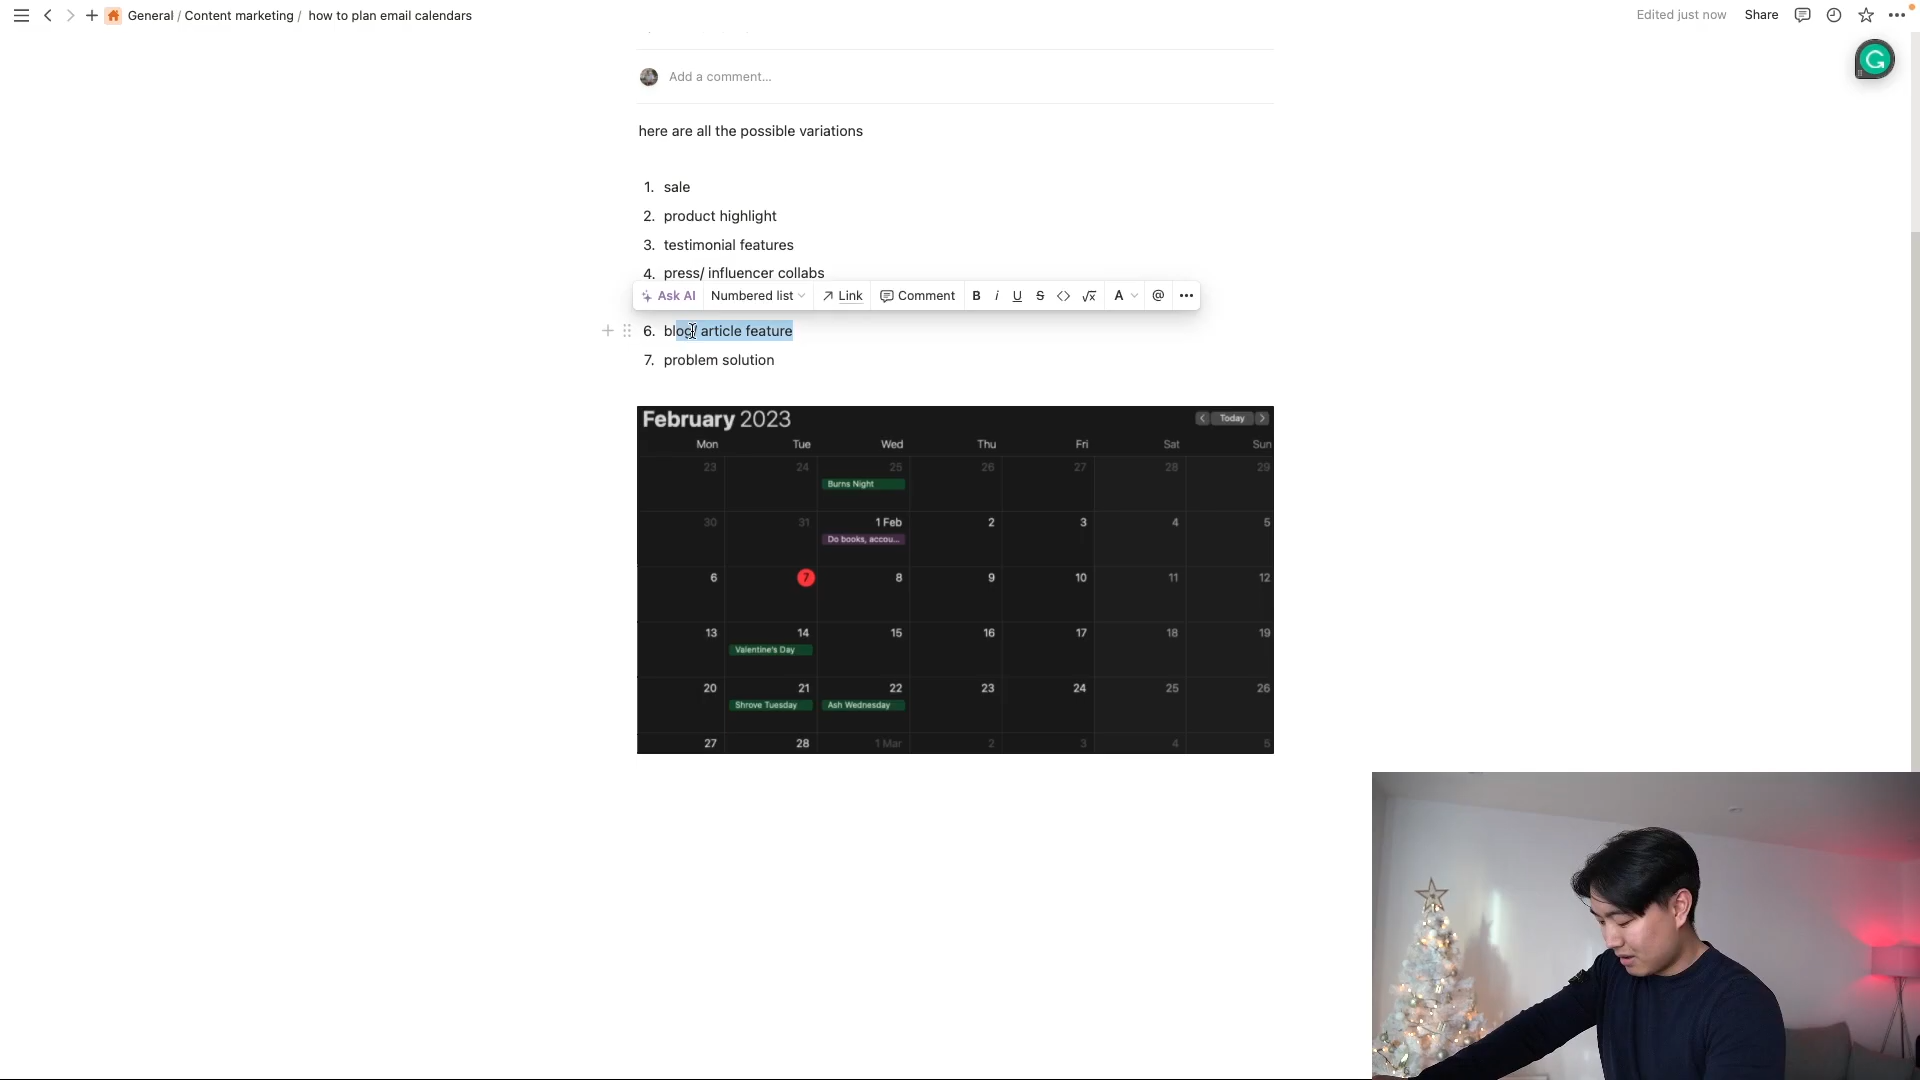 General / Content marketing / how to plan email calendars
Edited just now Share
Add a comment...
here are all the possible variations
1. sale
2. product highlight
3. testimonial features
4. press/ influencer collabs
Ask AI Numbered list Link Comment B i U S <> √x A @ •••
6. blog/ article feature
7. problem solution
February 2023 < Today >
Mon Tue Wed Thu Fri Sat Sun
23 24 25 26 27 28 29
Burns Night
30 31 1 Feb 2 3 4 5
Do books, accou...
6 7 8 9 10 11 12
13 14 15 16 17 18 19
Valentine's Day
20 21 22 23 24 25 26
Shrove Tuesday Ash Wednesday
27 28 1 Mar 2 3 4 5